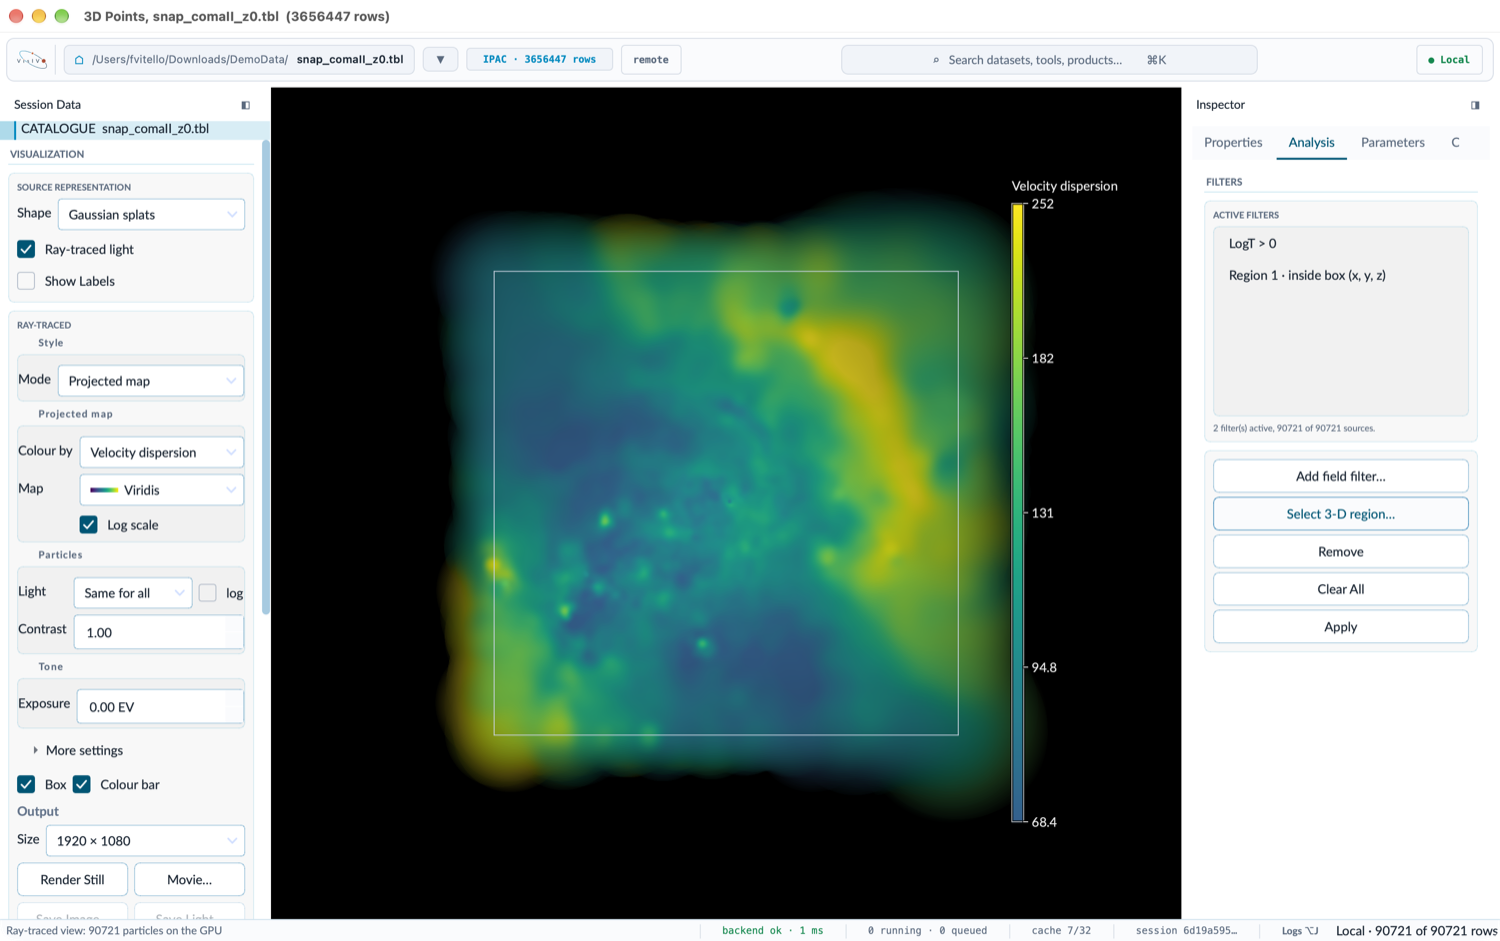 3D Points, snap_comall_z0.tbl (3656447 rows)
/Users/fvitello/Downloads/DemoData/ snap_comall_z0.tbl
IPAC · 3656447 rows
remote
Search datasets, tools, products... ⌘K
Local
Session Data
CATALOGUE snap_comall_z0.tbl
VISUALIZATION
SOURCE REPRESENTATION
Shape Gaussian splats
Ray-traced light
Show Labels
RAY-TRACED
Style
Mode Projected map
Projected map
Colour by Velocity dispersion
Map Viridis
Log scale
Particles
Light Same for all log
Contrast 1.00
Tone
Exposure 0.00 EV
More settings
Box Colour bar
Output
Size 1920 × 1080
Render Still Movie...
Save Image... Save Light...
Velocity dispersion
252
182
131
94.8
68.4
Inspector
Properties Analysis Parameters C
FILTERS
ACTIVE FILTERS
LogT > 0
Region 1 · inside box (x, y, z)
2 filter(s) active, 90721 of 90721 sources.
Add field filter...
Select 3-D region...
Remove
Clear All
Apply
Ray-traced view: 90721 particles on the GPU
backend ok · 1 ms
0 running · 0 queued
cache 7/32
session 6d19a595…
Logs ⌥J
Local · 90721 of 90721 rows